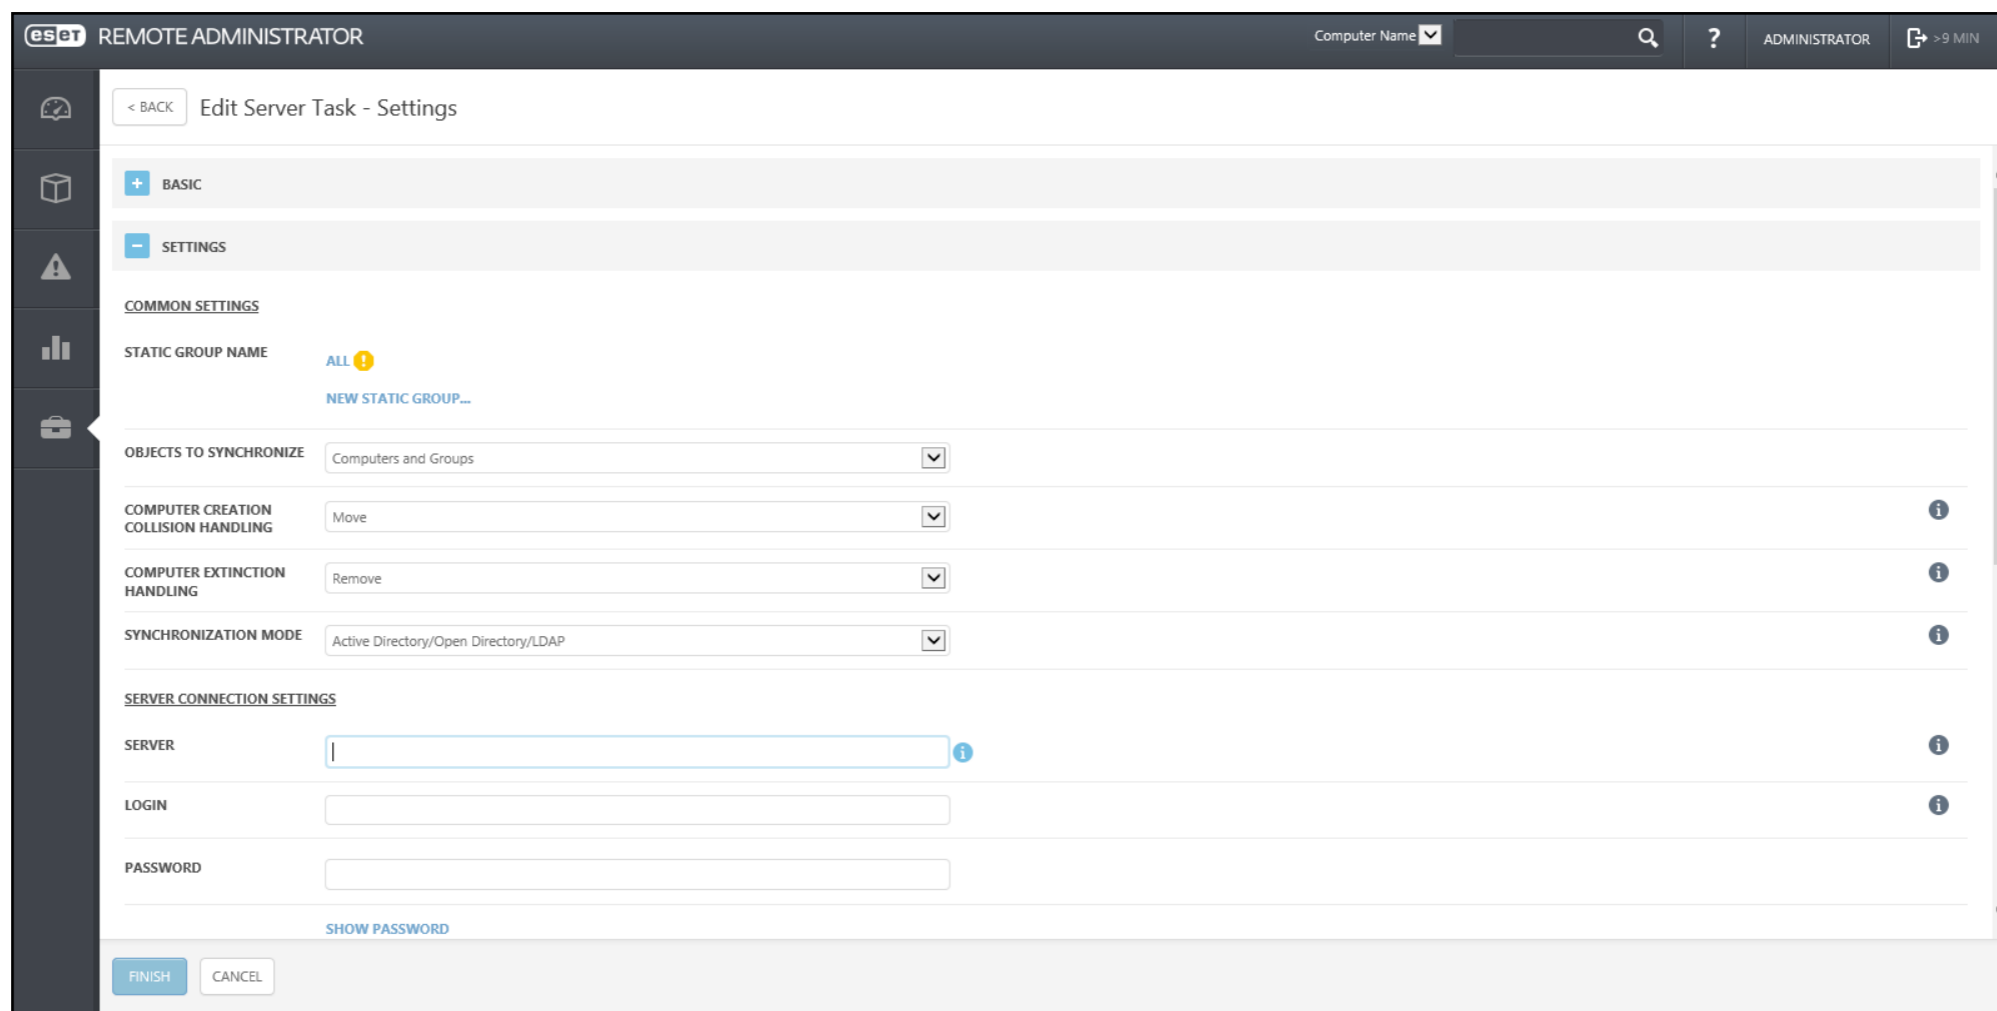 eset REMOTE ADMINISTRATOR
Computer Name
?
ADMINISTRATOR
>9 MIN
< BACK
Edit Server Task - Settings
+ BASIC
− SETTINGS
COMMON SETTINGS
STATIC GROUP NAME
ALL
NEW STATIC GROUP...
OBJECTS TO SYNCHRONIZE
Computers and Groups
COMPUTER CREATION
COLLISION HANDLING
Move
COMPUTER EXTINCTION
HANDLING
Remove
SYNCHRONIZATION MODE
Active Directory/Open Directory/LDAP
SERVER CONNECTION SETTINGS
SERVER
LOGIN
PASSWORD
SHOW PASSWORD
FINISH
CANCEL